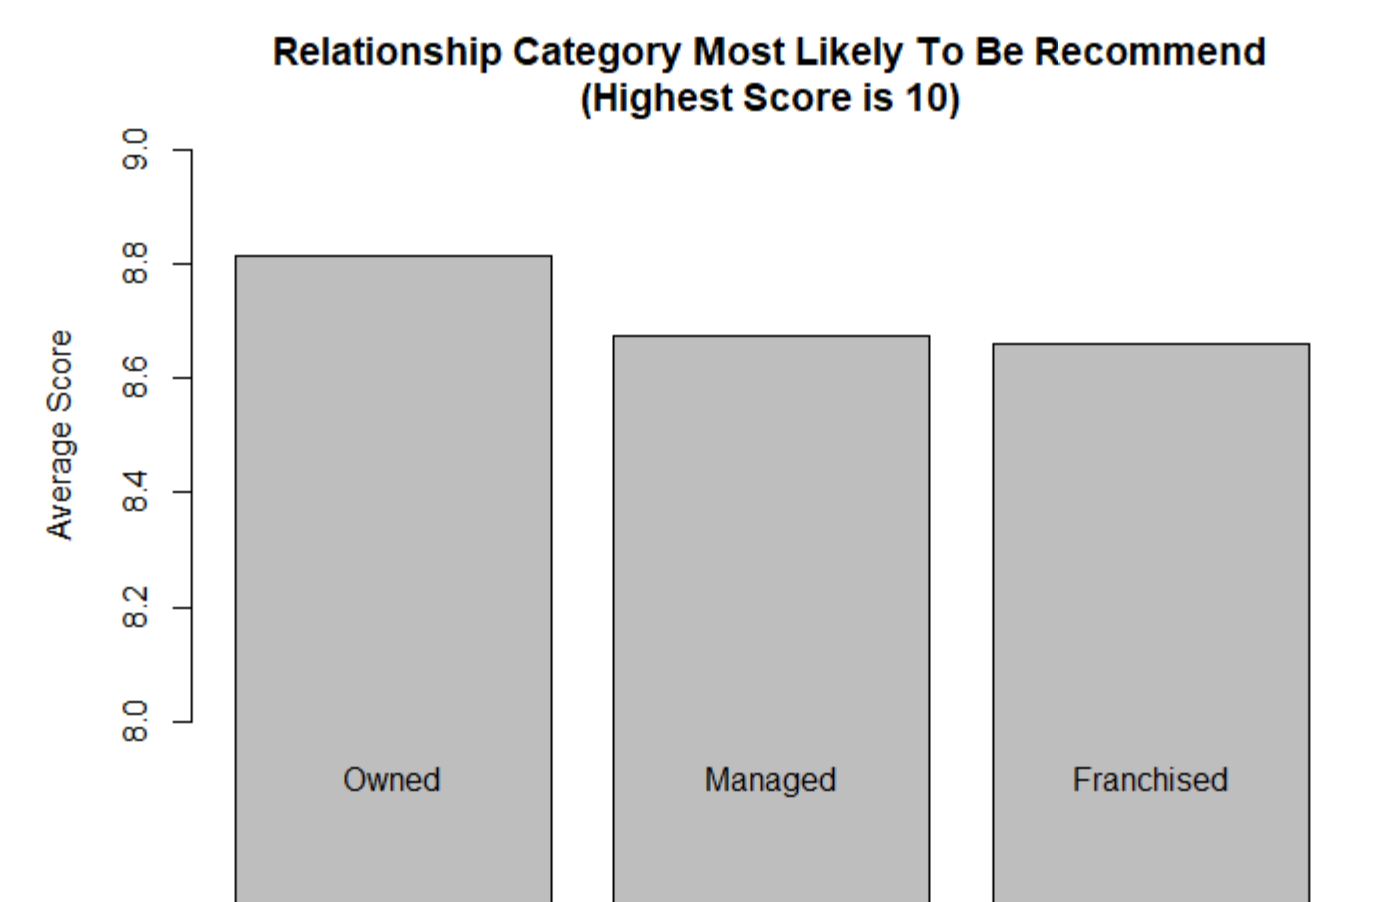 Relationship Category Most Likely To Be Recommend
(Highest Score is 10)
Average Score
9.0
8.8
8.6
8.4
8.2
8.0
Owned
Managed
Franchised